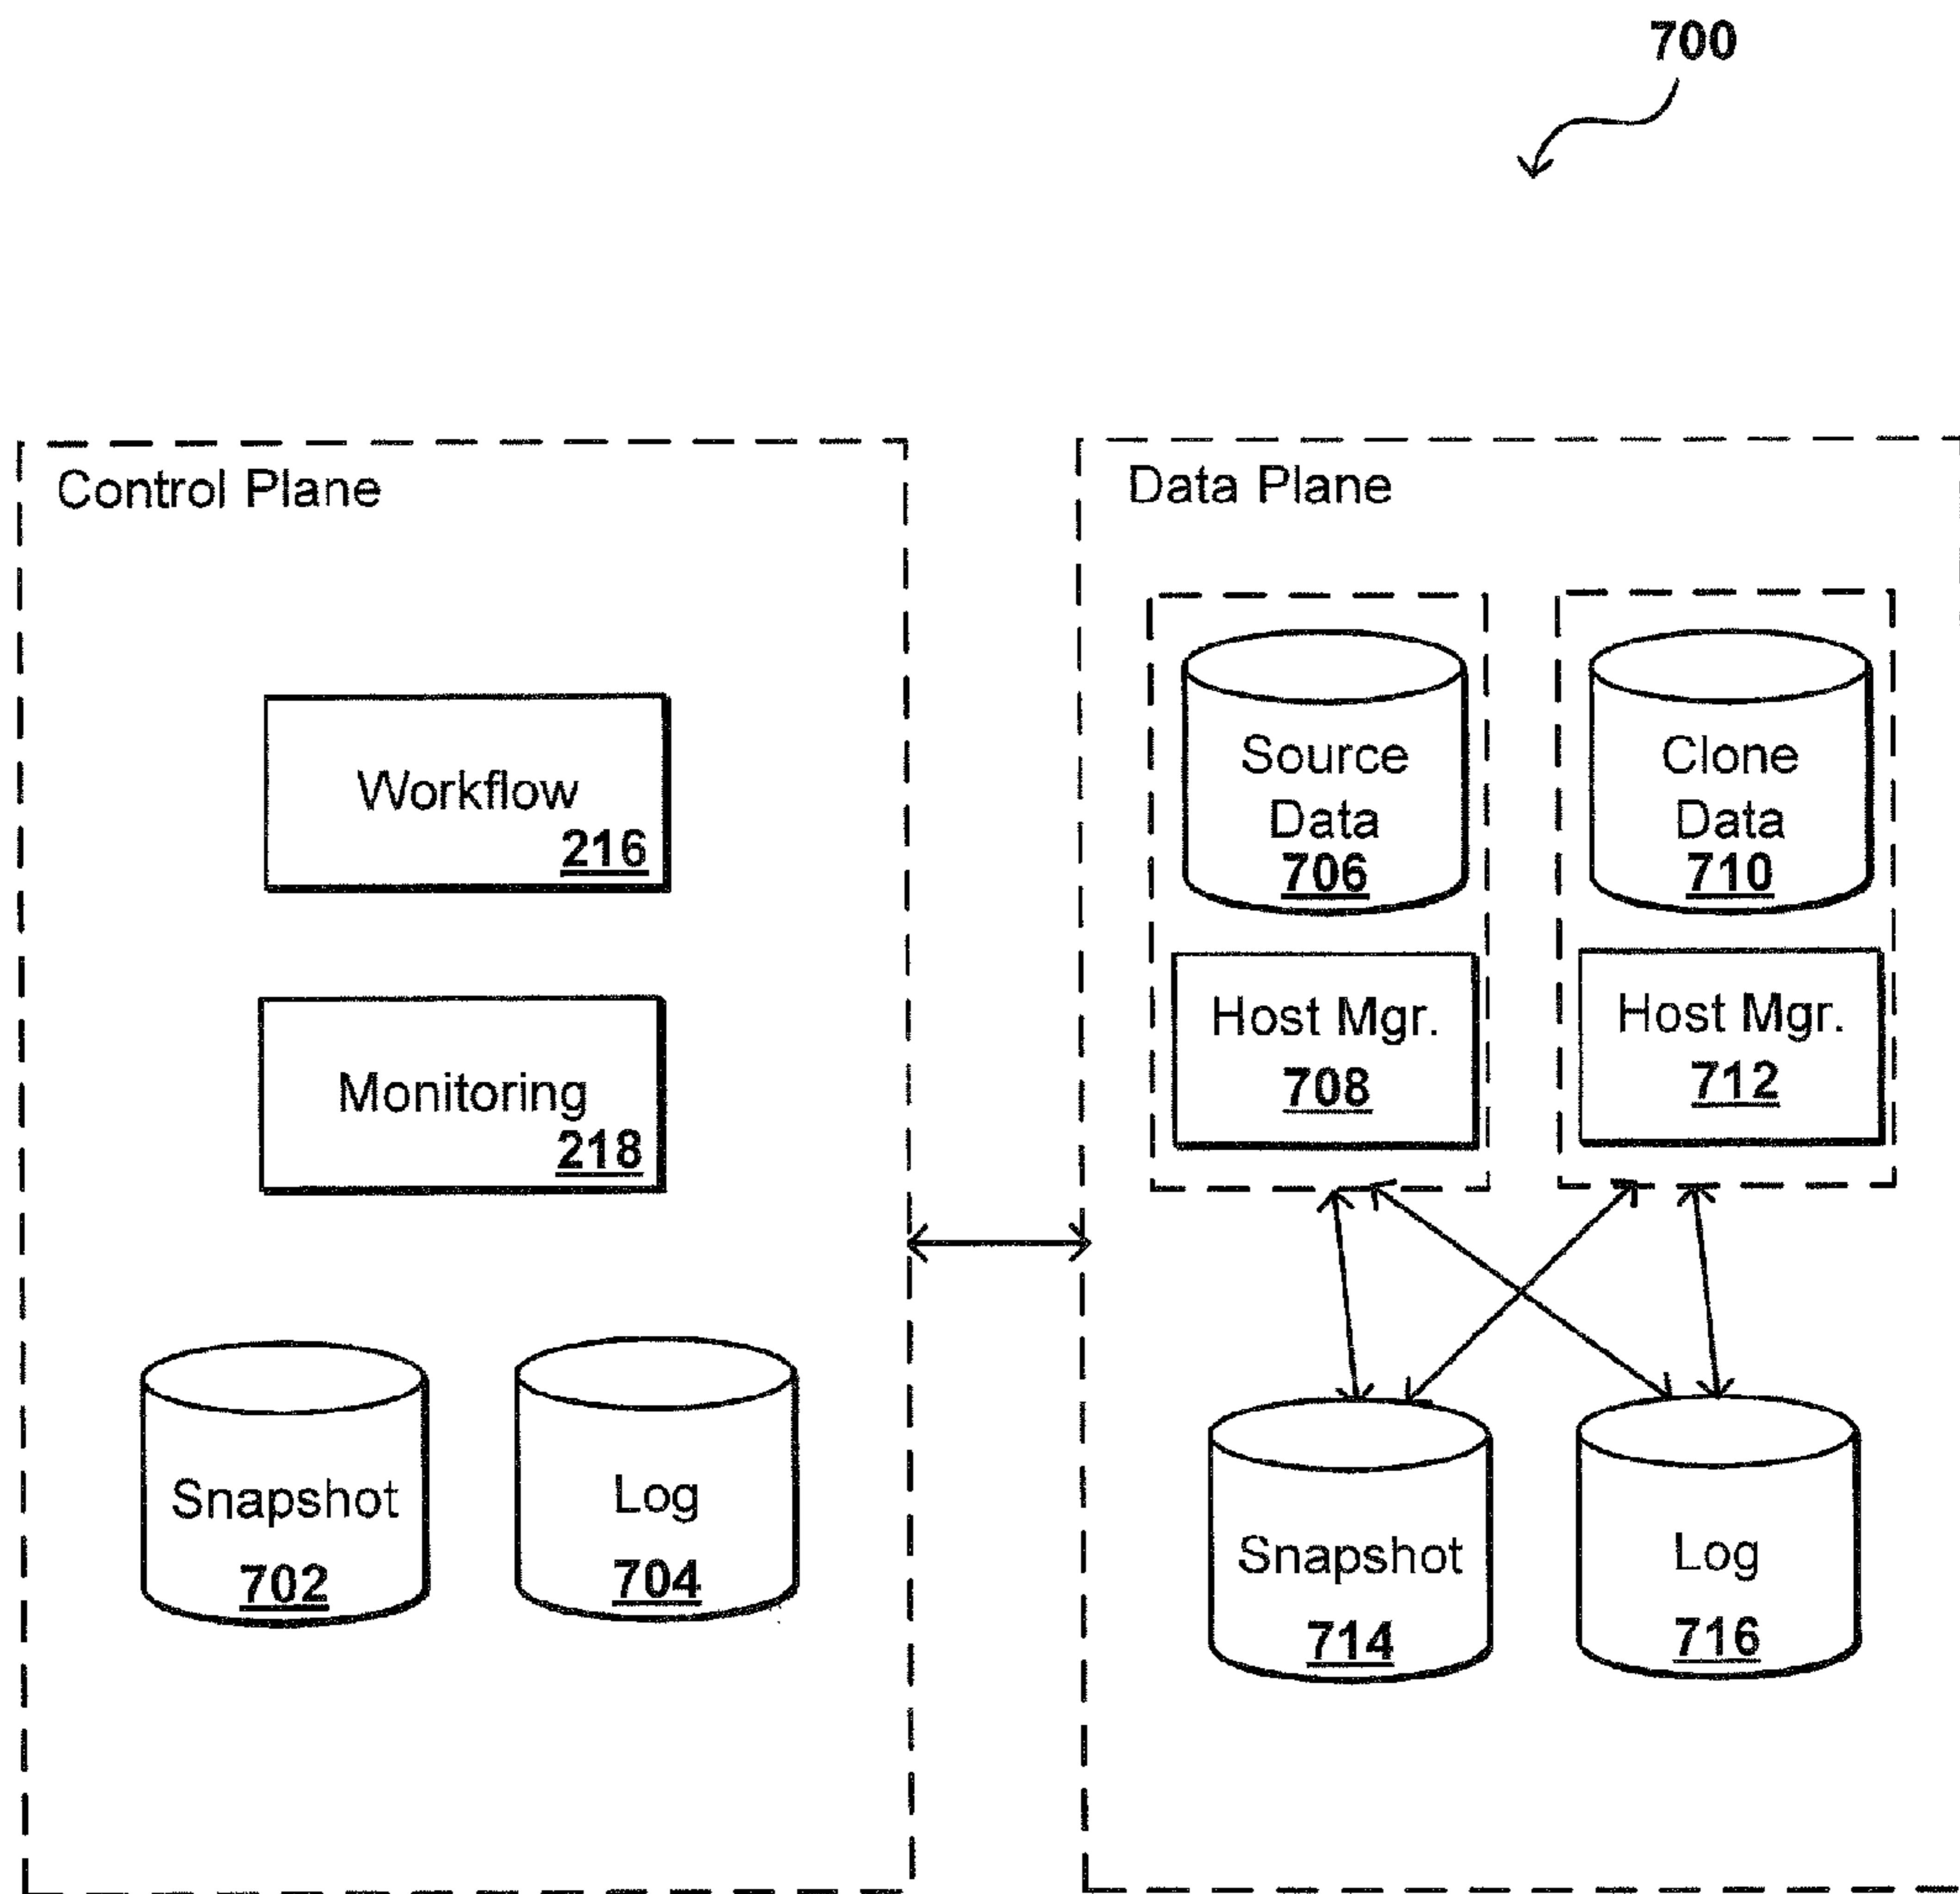 700
Control Plane
Workflow
216
Monitoring
218
Snapshot
702
Log
704
Data Plane
Source
Data
706
Host Mgr.
708
Clone
Data
710
Host Mgr.
712
Snapshot
714
Log
716